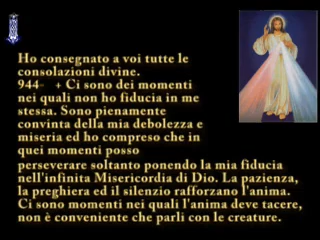 Ho consegnato a voi tutte le
consolazioni divine.
944- + Ci sono dei momenti
nei quali non ho fiducia in me
stessa. Sono pienamente
convinta della mia debolezza e
miseria ed ho compreso che in
quei momenti posso
perseverare soltanto ponendo la mia fiducia
nell'infinita Misericordia di Dio. La pazienza,
la preghiera ed il silenzio rafforzano l'anima.
Ci sono momenti nei quali l'anima deve tacere,
non è conveniente che parli con le creature.